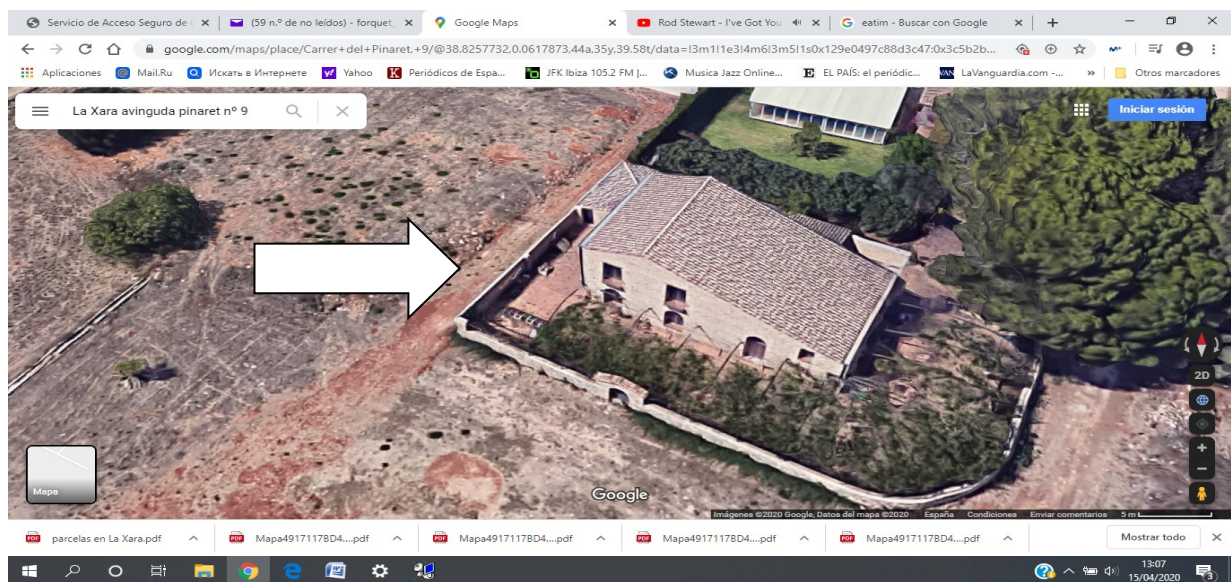 Servicio de Acceso Seguro de
(59 n.º de no leídos) - forquet_
Google Maps
Rod Stewart - I've Got You
eatim - Buscar con Google
google.com/maps/place/Carrer+del+Pinaret,+9/@38.8257732,0.0617873,44a,35y,39.58t/data=!3m1!1e3!4m6!3m5!1s0x129e0497c88d3c47:0x3c5b2b...
Aplicaciones
Mail.Ru
Искать в Интернете
Yahoo
Periódicos de Espa...
JFK Ibiza 105.2 FM |...
Musica Jazz Online...
EL PAÍS: el periódic...
LaVanguardia.com -...
»
Otros marcadores
La Xara avinguda pinaret nº 9
Iniciar sesión
2D
Mapa
Google
Imágenes ©2020 Google, Datos del mapa ©2020 España Condiciones Enviar comentarios 5 m
parcelas en La Xara.pdf
Mapa4917117BD4....pdf
Mapa4917117BD4....pdf
Mapa4917117BD4....pdf
Mapa4917117BD4....pdf
Mostrar todo
13:07
15/04/2020